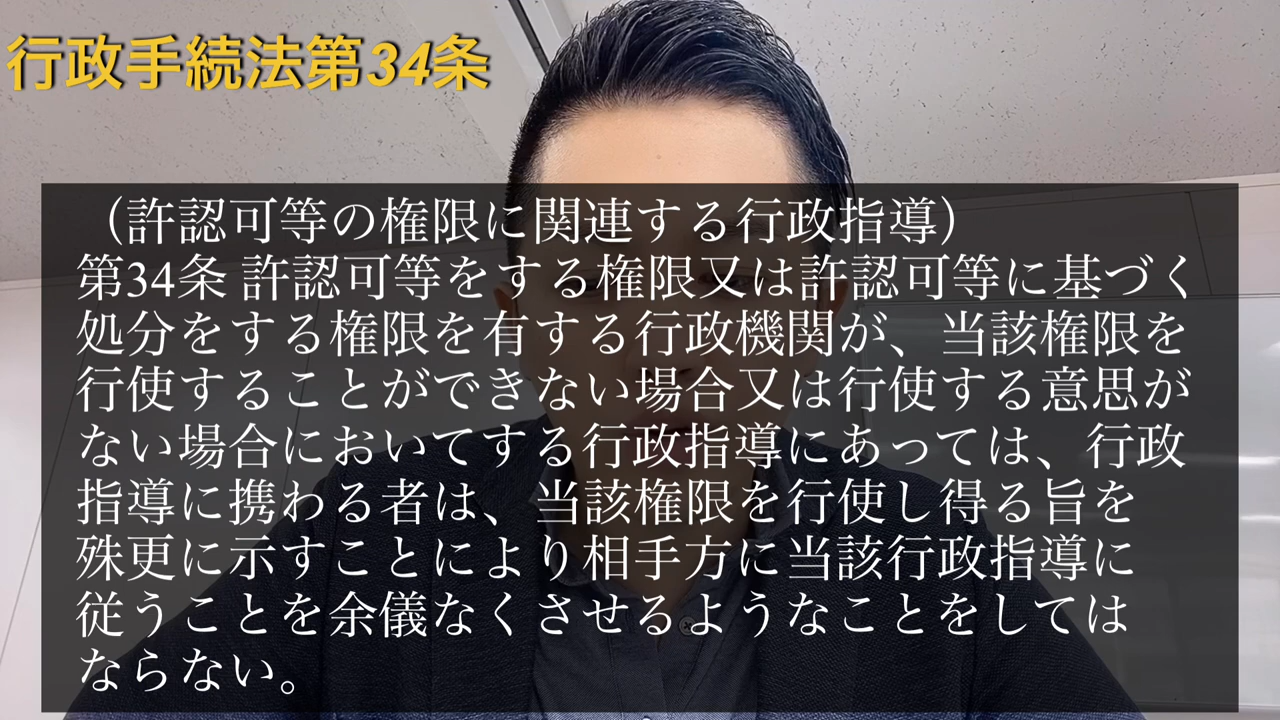 行政手続法第34条
（許認可等の権限に関連する行政指導）
第34条 許認可等をする権限又は許認可等に基づく
処分をする権限を有する行政機関が、当該権限を
行使することができない場合又は行使する意思が
ない場合においてする行政指導にあっては、行政
指導に携わる者は、当該権限を行使し得る旨を
殊更に示すことにより相手方に当該行政指導に
従うことを余儀なくさせるようなことをしては
ならない。